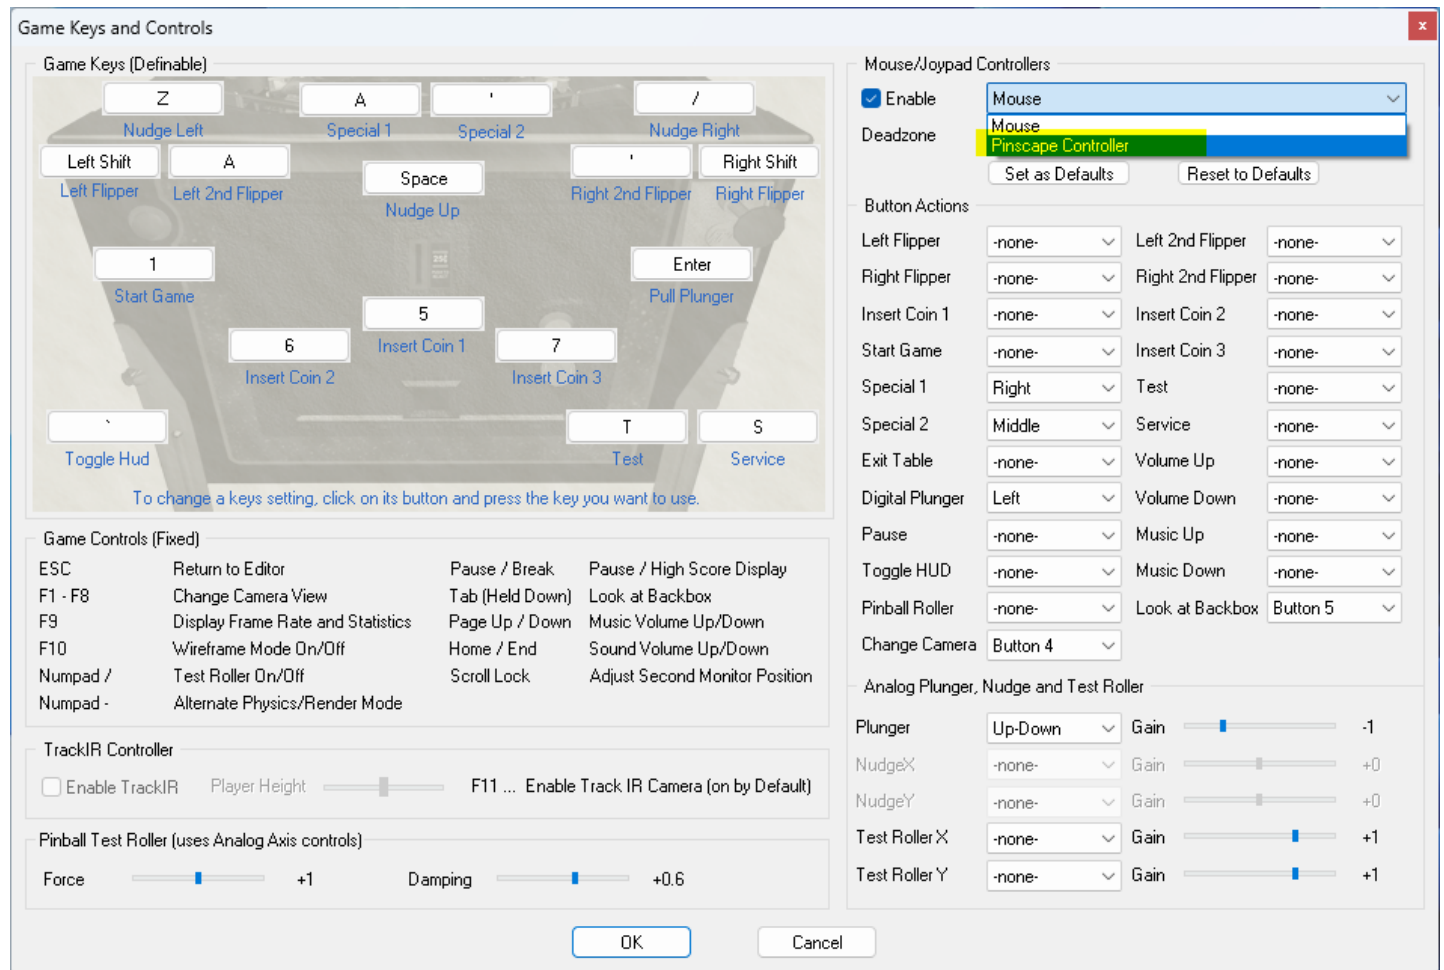 Game Keys and Controls
x
Game Keys (Definable)
Z
A
'
/
Nudge Left
Special 1
Special 2
Nudge Right
Left Shift
A
'
Right Shift
Left Flipper
Left 2nd Flipper
Space
Right 2nd Flipper
Right Flipper
Nudge Up
1
Enter
Start Game
Pull Plunger
5
Insert Coin 1
6
7
Insert Coin 2
Insert Coin 3
`
T
S
Toggle Hud
Test
Service
To change a keys setting, click on its button and press the key you want to use.
Game Controls (Fixed)
ESC Return to Editor Pause / Break Pause / High Score Display
F1 - F8 Change Camera View Tab (Held Down) Look at Backbox
F9 Display Frame Rate and Statistics Page Up / Down Music Volume Up/Down
F10 Wireframe Mode On/Off Home / End Sound Volume Up/Down
Numpad / Test Roller On/Off Scroll Lock Adjust Second Monitor Position
Numpad - Alternate Physics/Render Mode
TrackIR Controller
Enable TrackIR Player Height F11 ... Enable Track IR Camera (on by Default)
Pinball Test Roller (uses Analog Axis controls)
Force +1 Damping +0.6
Mouse/Joypad Controllers
Enable Mouse
Mouse
Deadzone
Pinscape Controller
Set as Defaults Reset to Defaults
Button Actions
Left Flipper -none- Left 2nd Flipper -none-
Right Flipper -none- Right 2nd Flipper -none-
Insert Coin 1 -none- Insert Coin 2 -none-
Start Game -none- Insert Coin 3 -none-
Special 1 Right Test -none-
Special 2 Middle Service -none-
Exit Table -none- Volume Up -none-
Digital Plunger Left Volume Down -none-
Pause -none- Music Up -none-
Toggle HUD -none- Music Down -none-
Pinball Roller -none- Look at Backbox Button 5
Change Camera Button 4
Analog Plunger, Nudge and Test Roller
Plunger Up-Down Gain -1
NudgeX -none- Gain +0
NudgeY -none- Gain +0
Test Roller X -none- Gain +1
Test Roller Y -none- Gain +1
OK Cancel